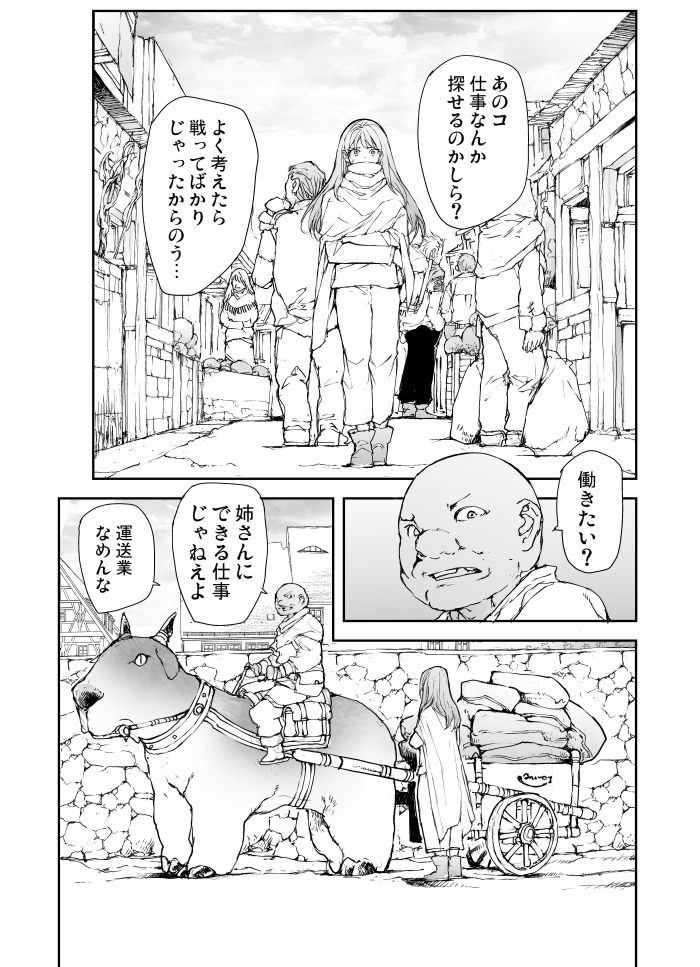 あのコ
仕事なんか
探せるのかしら？
よく考えたら
戦ってばかり
じゃったからのう…
働きたい？
姉さんに
できる仕事
じゃねえよ
運送業
なめんな